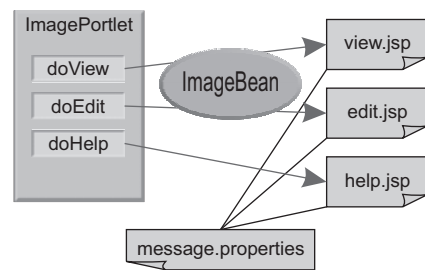 ImagePortlet
doView
doEdit
doHelp
ImageBean
view.jsp
edit.jsp
help.jsp
message.properties